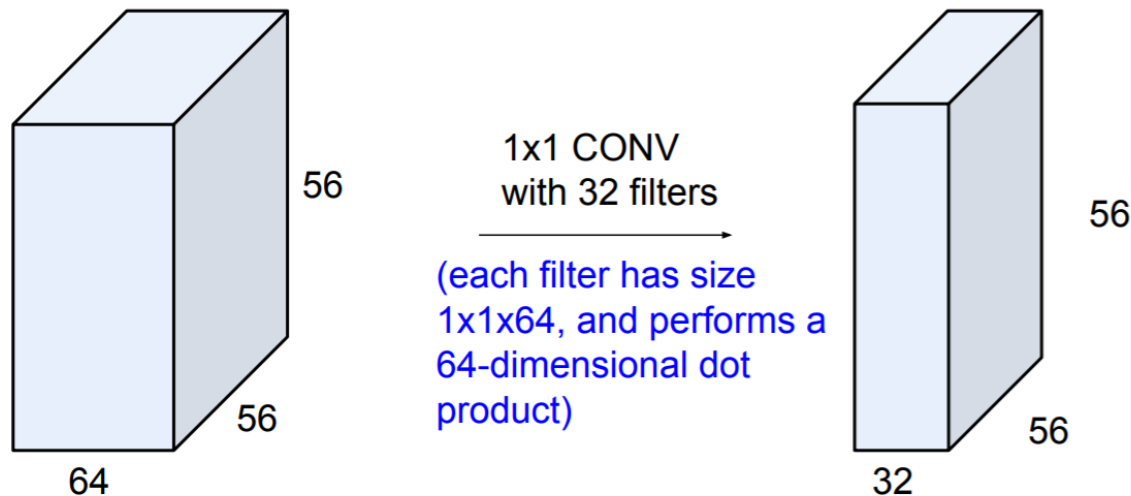 56
56
64
1x1 CONV
with 32 filters
(each filter has size
1x1x64, and performs a
64-dimensional dot
product)
56
56
32